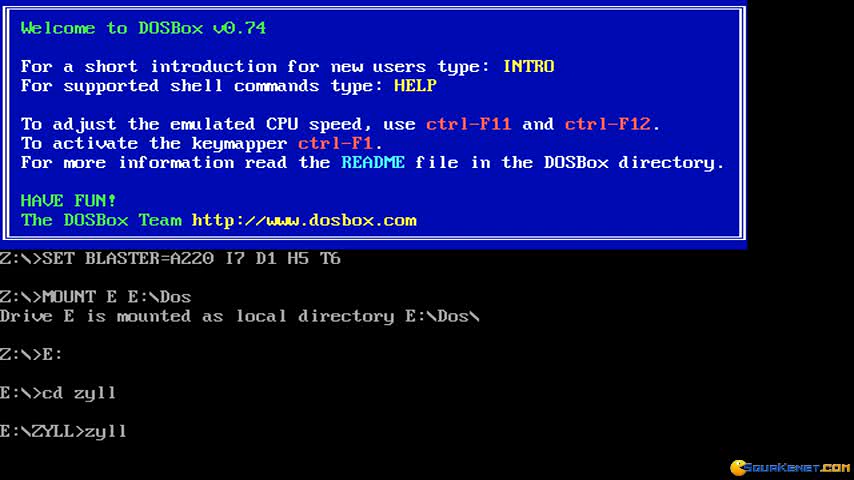 Welcome to DOSBox v0.74
For a short introduction for new users type: INTRO
For supported shell commands type: HELP
To adjust the emulated CPU speed, use ctrl-F11 and ctrl-F12.
To activate the keymapper ctrl-F1.
For more information read the README file in the DOSBox directory.
HAVE FUN!
The DOSBox Team http://www.dosbox.com
Z:\>SET BLASTER=A220 I7 D1 H5 T6
Z:\>MOUNT E E:\Dos
Drive E is mounted as local directory E:\Dos\
Z:\>E:
E:\>cd zyll
E:\ZYLL>zyll
SquaKenet.com